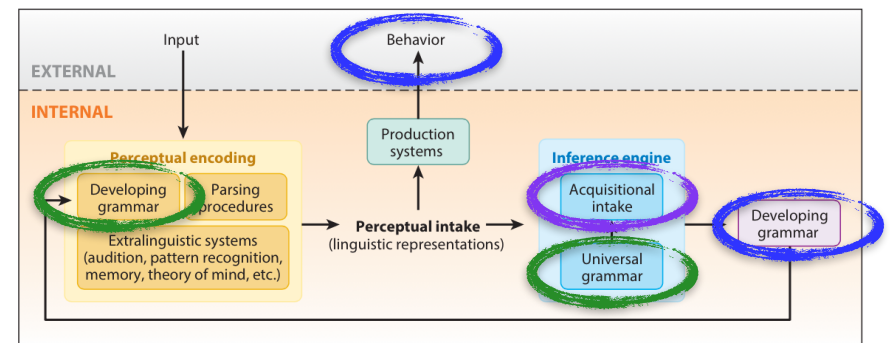 Input
Behavior
EXTERNAL
INTERNAL
Production
systems
Perceptual encoding
Developing
grammar
Parsing
procedures
Extralinguistic systems
(audition, pattern recognition,
memory, theory of mind, etc.)
Perceptual intake
(linguistic representations)
Inference engine
Acquisitional
intake
Universal
grammar
Developing
grammar